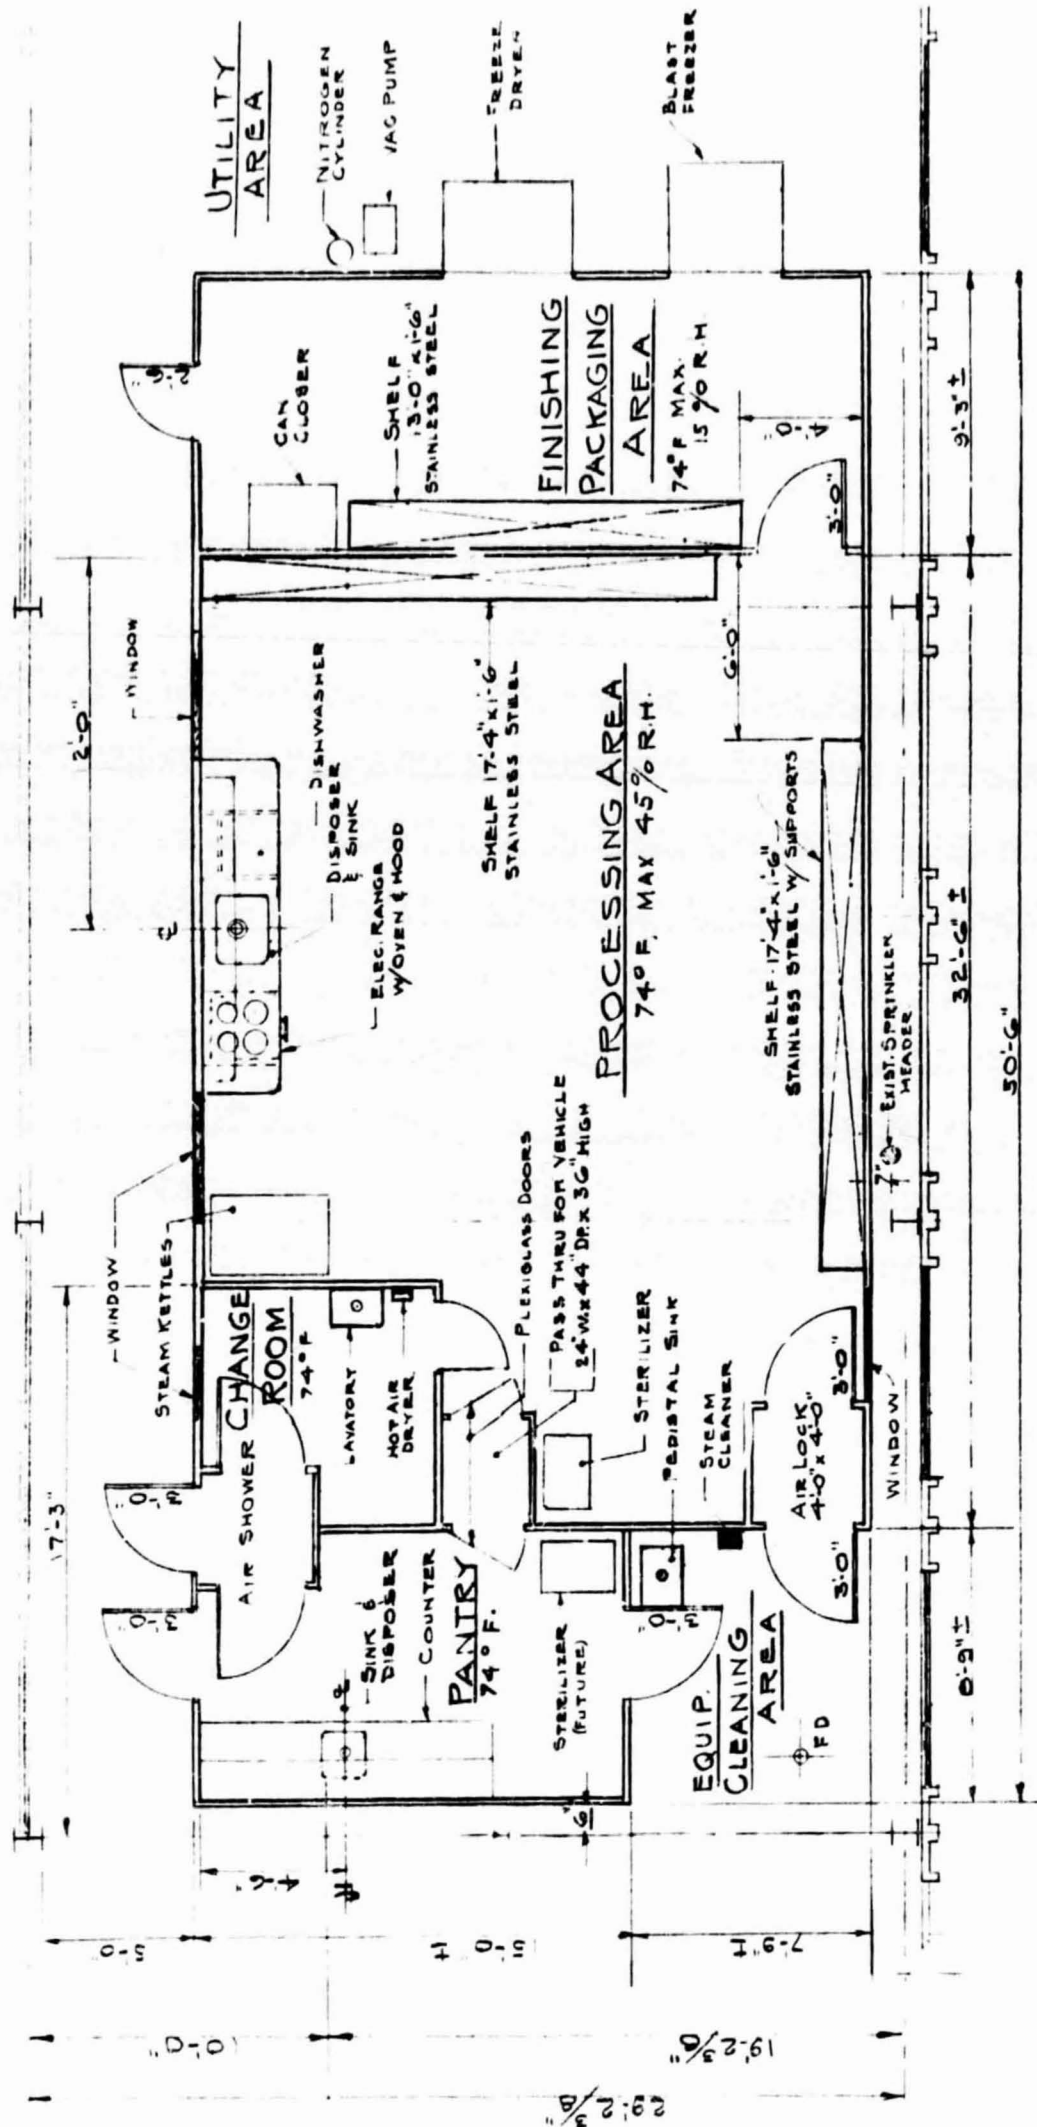 UTILITY
AREA
NITROGEN
CYLINDER
VAC PUMP
FREEZE
DRYER
BLAST
FREEZER
2'-6"
CAN
CLOSER
SHELF
13'-0" x 1'-6"
STAINLESS STEEL
FINISHING
PACKAGING
AREA
74° F MAX.
15 % R.H.
4'-0"
3'-0"
9'-3" ±
WINDOW
2'-0"
DISHWASHER
DISPOSER
& SINK
ELEC. RANGE
W/OVEN & HOOD
SHELF 17'-4" x 1'-6"
STAINLESS STEEL
6'-0"
PROCESSING AREA
74° F. MAX 45 % R.H.
SHELF 17'-4" x 1'-6"
STAINLESS STEEL W/ SUPPORTS
7"
EXIST. SPRINKLER
HEADER
32'-6" ±
50'-6"
WINDOW
STEAM KETTLES
17'-3"
CHANGE
ROOM
74° F
LAVATORY
HOT AIR
DRYER
PLEXIGLASS DOORS
PASS THRU FOR VEHICLE
24" W. x 44" DP. x 36" HIGH
STERILIZER
PEDISTAL SINK
STEAM
CLEANER
AIR LOCK
4'-0" x 4'-0"
3'-0"
3'-0"
WINDOW
AIR SHOWER
3'-0"
3'-0"
SINK &
DISPOSER
COUNTER
PANTRY
74° F.
STERILIZER
(FUTURE)
3'-0"
EQUIP.
CLEANING
AREA
FD
6"
4'-6"
5'-0"
7'-9" ±
10'-0"
19'-2 3/8"
29'-2 3/8"